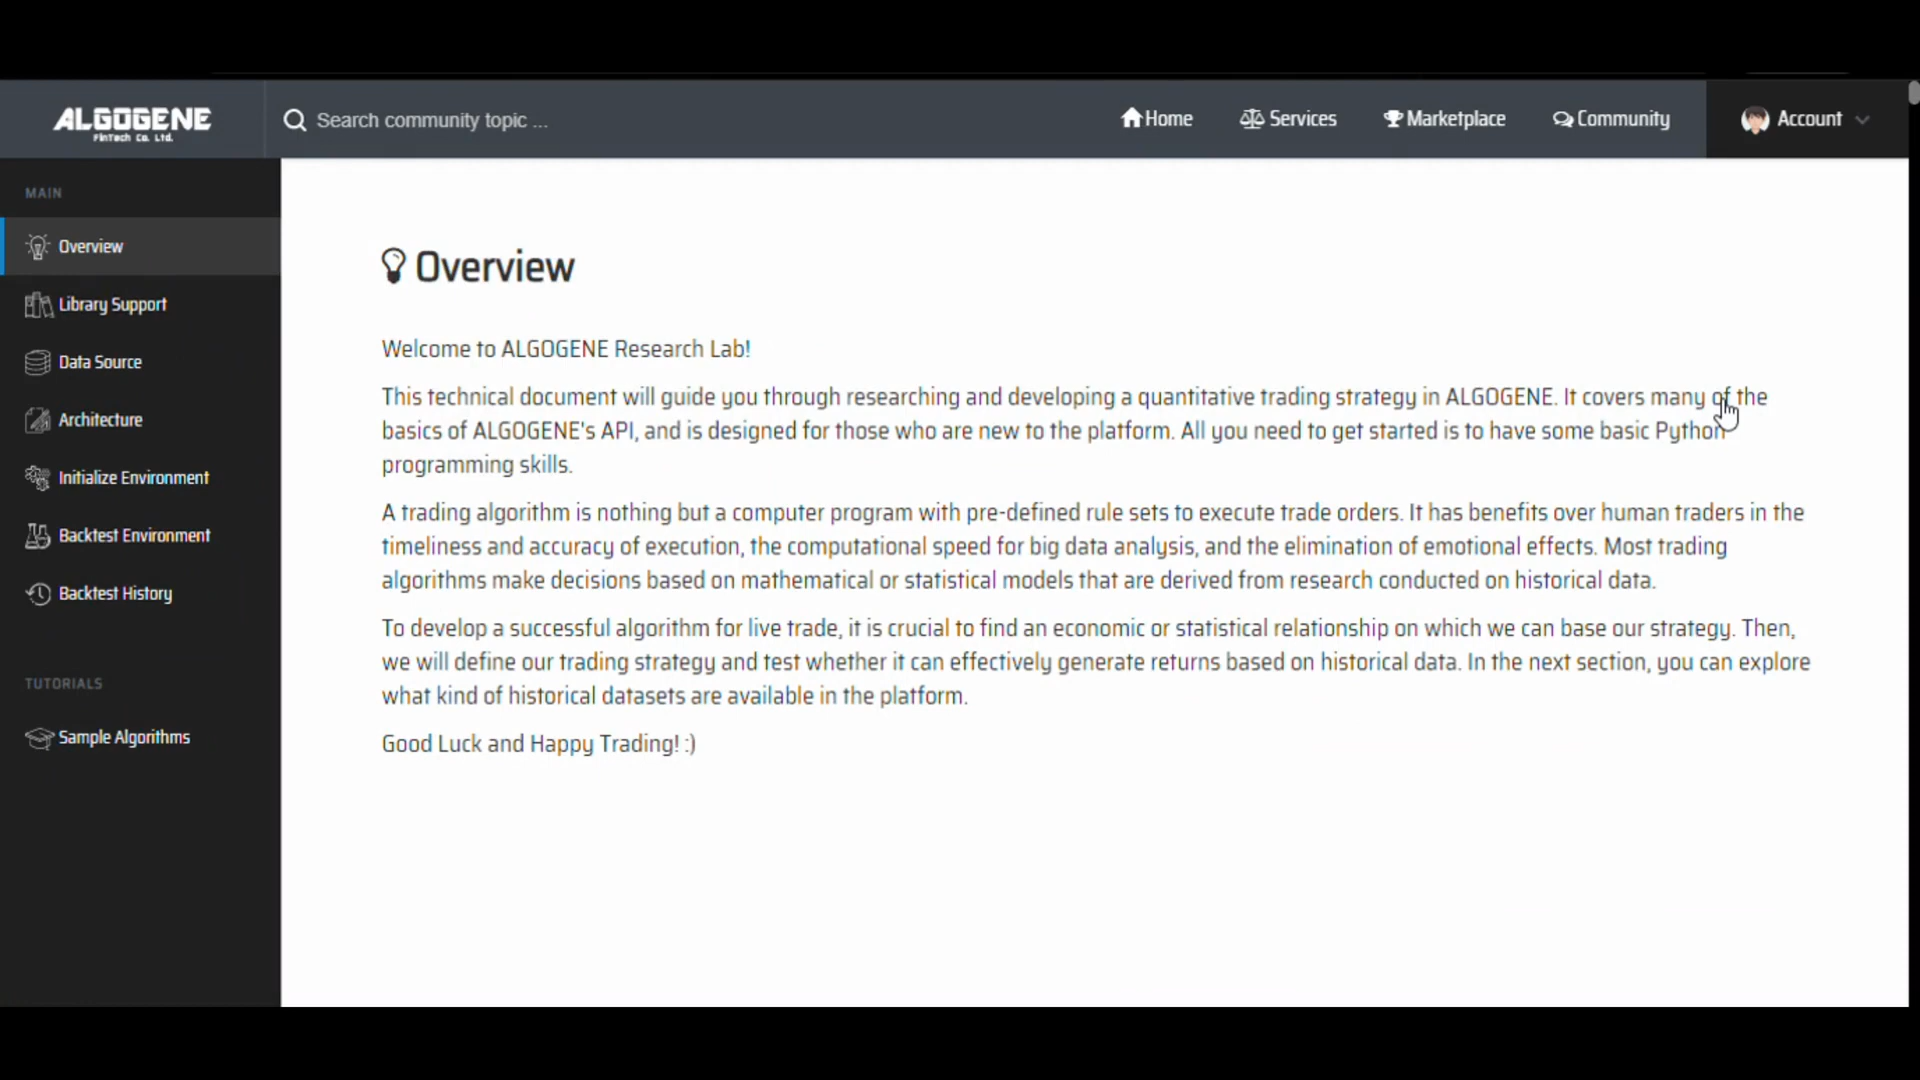 ALGOGENE
FinTech Co. Ltd.
Search community topic ...
Home
Services
Marketplace
Community
Account
MAIN
Overview
Library Support
Data Source
Architecture
Initialize Environment
Backtest Environment
Backtest History
TUTORIALS
Sample Algorithms
Overview
Welcome to ALGOGENE Research Lab!
This technical document will guide you through researching and developing a quantitative trading strategy in ALGOGENE. It covers many of the
basics of ALGOGENE's API, and is designed for those who are new to the platform. All you need to get started is to have some basic Python
programming skills.
A trading algorithm is nothing but a computer program with pre-defined rule sets to execute trade orders. It has benefits over human traders in the
timeliness and accuracy of execution, the computational speed for big data analysis, and the elimination of emotional effects. Most trading
algorithms make decisions based on mathematical or statistical models that are derived from research conducted on historical data.
To develop a successful algorithm for live trade, it is crucial to find an economic or statistical relationship on which we can base our strategy. Then,
we will define our trading strategy and test whether it can effectively generate returns based on historical data. In the next section, you can explore
what kind of historical datasets are available in the platform.
Good Luck and Happy Trading! :)